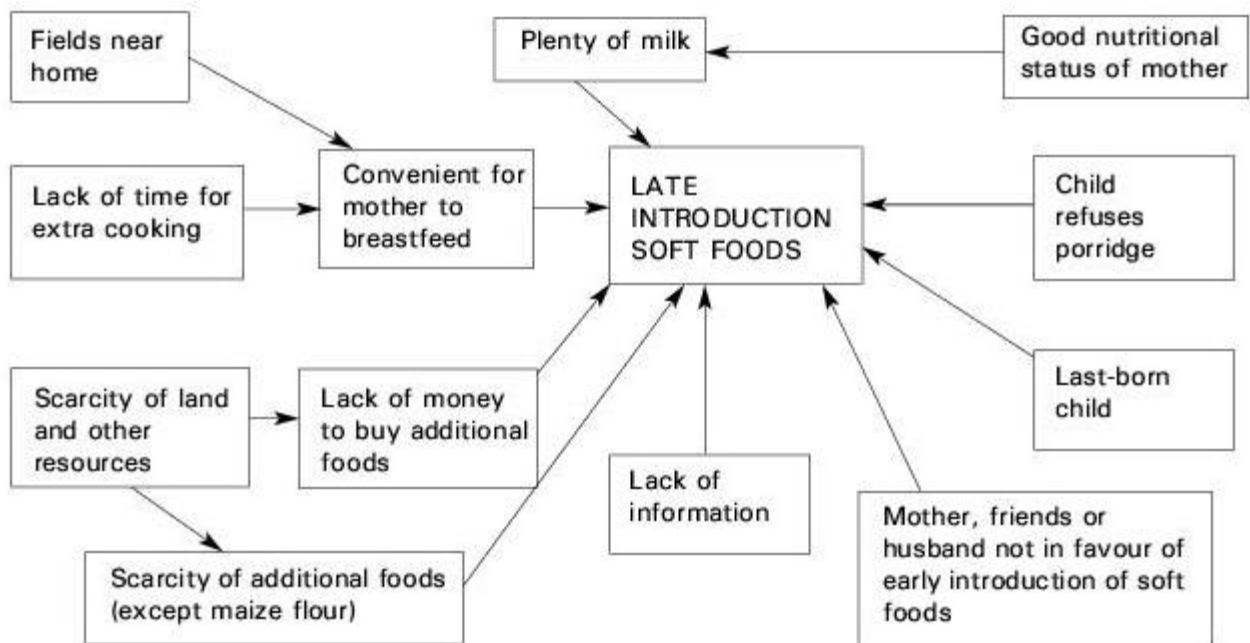 Fields near
home
Plenty of milk
Good nutritional
status of mother
Lack of time for
extra cooking
Convenient for
mother to
breastfeed
LATE
INTRODUCTION
SOFT FOODS
Child
refuses
porridge
Scarcity of land
and other
resources
Lack of money
to buy additional
foods
Last-born
child
Lack of
information
Mother, friends or
husband not in favour of
early introduction of soft
foods
Scarcity of additional foods
(except maize flour)